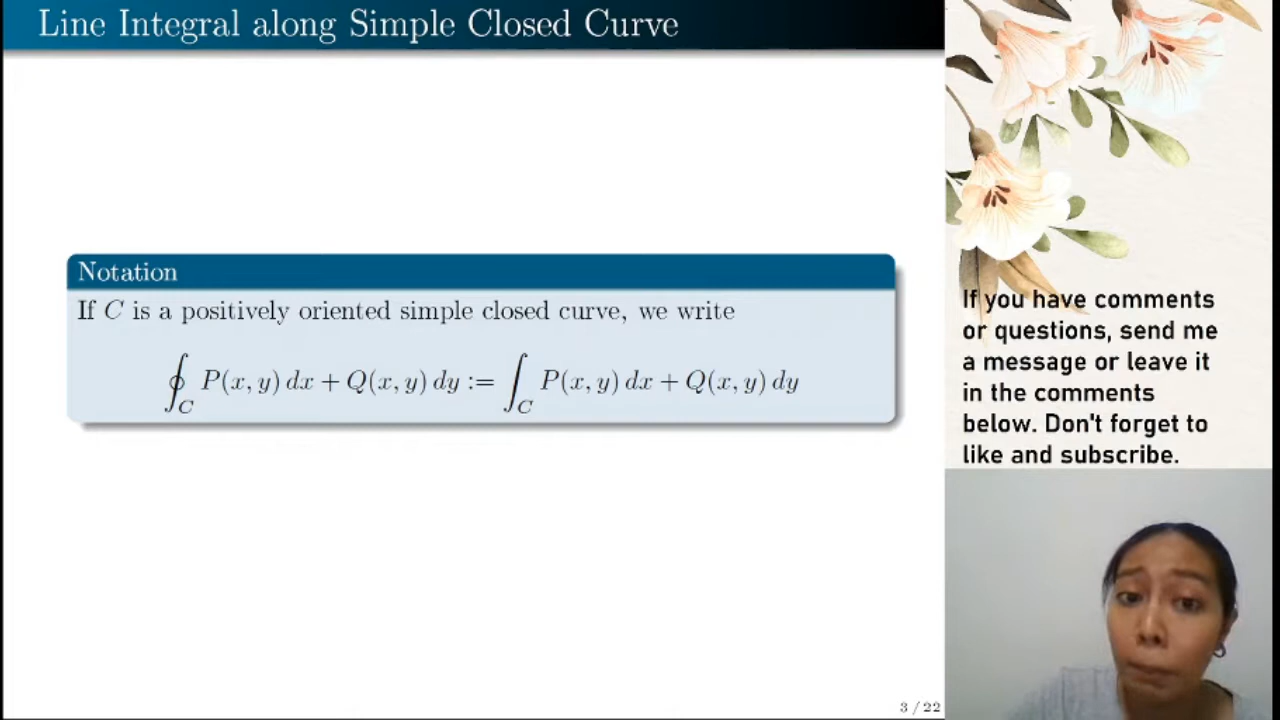 Line Integral along Simple Closed Curve
Notation
If C is a positively oriented simple closed curve, we write
∮_C P(x, y) dx + Q(x, y) dy := ∫_C P(x, y) dx + Q(x, y) dy
3 / 22
If you have comments
or questions, send me
a message or leave it
in the comments
below. Don't forget to
like and subscribe.